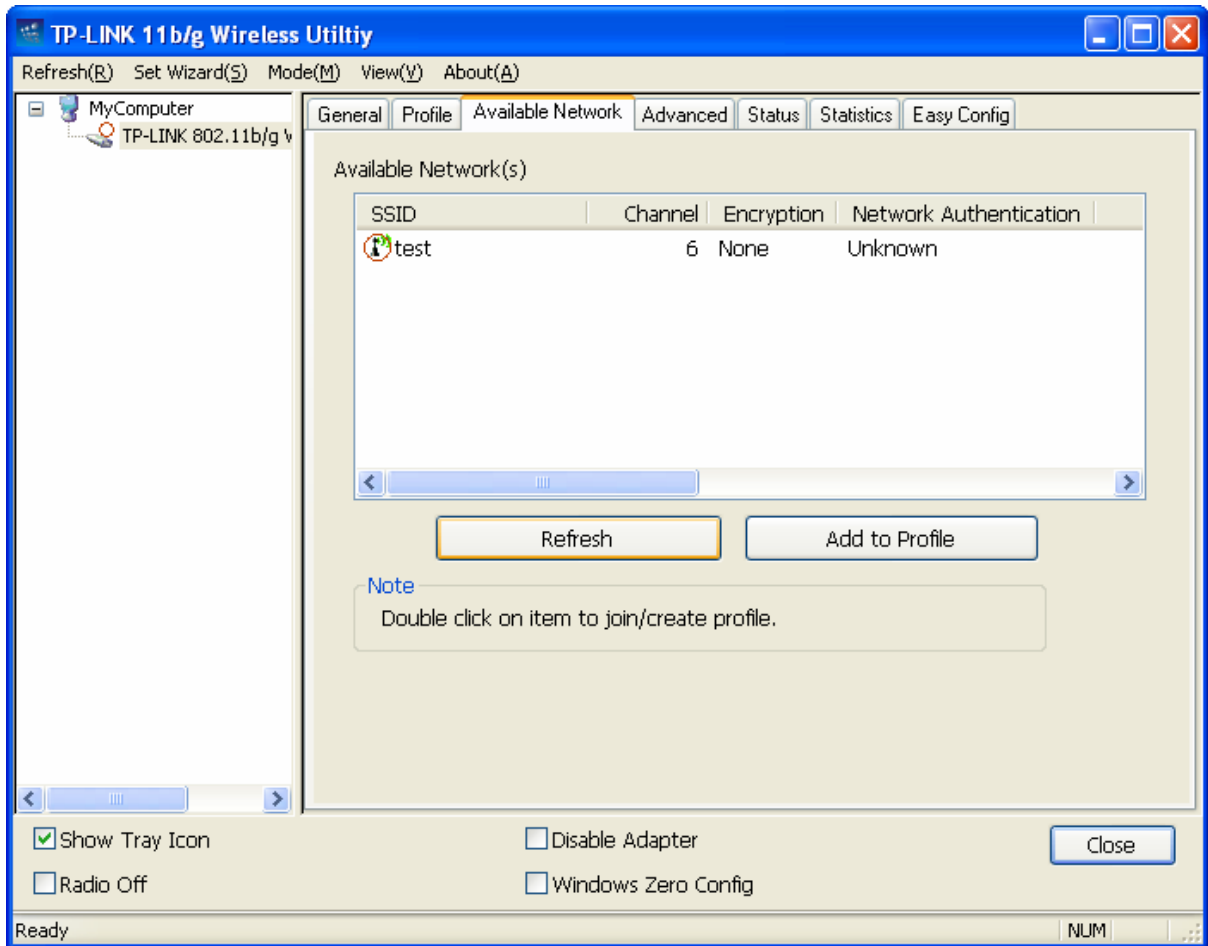 TP-LINK 11b/g Wireless Utiltiy
Refresh(R) Set Wizard(S) Mode(M) View(V) About(A)
MyComputer
TP-LINK 802.11b/g W
General Profile Available Network Advanced Status Statistics Easy Config
Available Network(s)
SSID Channel Encryption Network Authentication
test 6 None Unknown
Refresh Add to Profile
Note
Double click on item to join/create profile.
Show Tray Icon Disable Adapter Close
Radio Off Windows Zero Config
Ready NUM